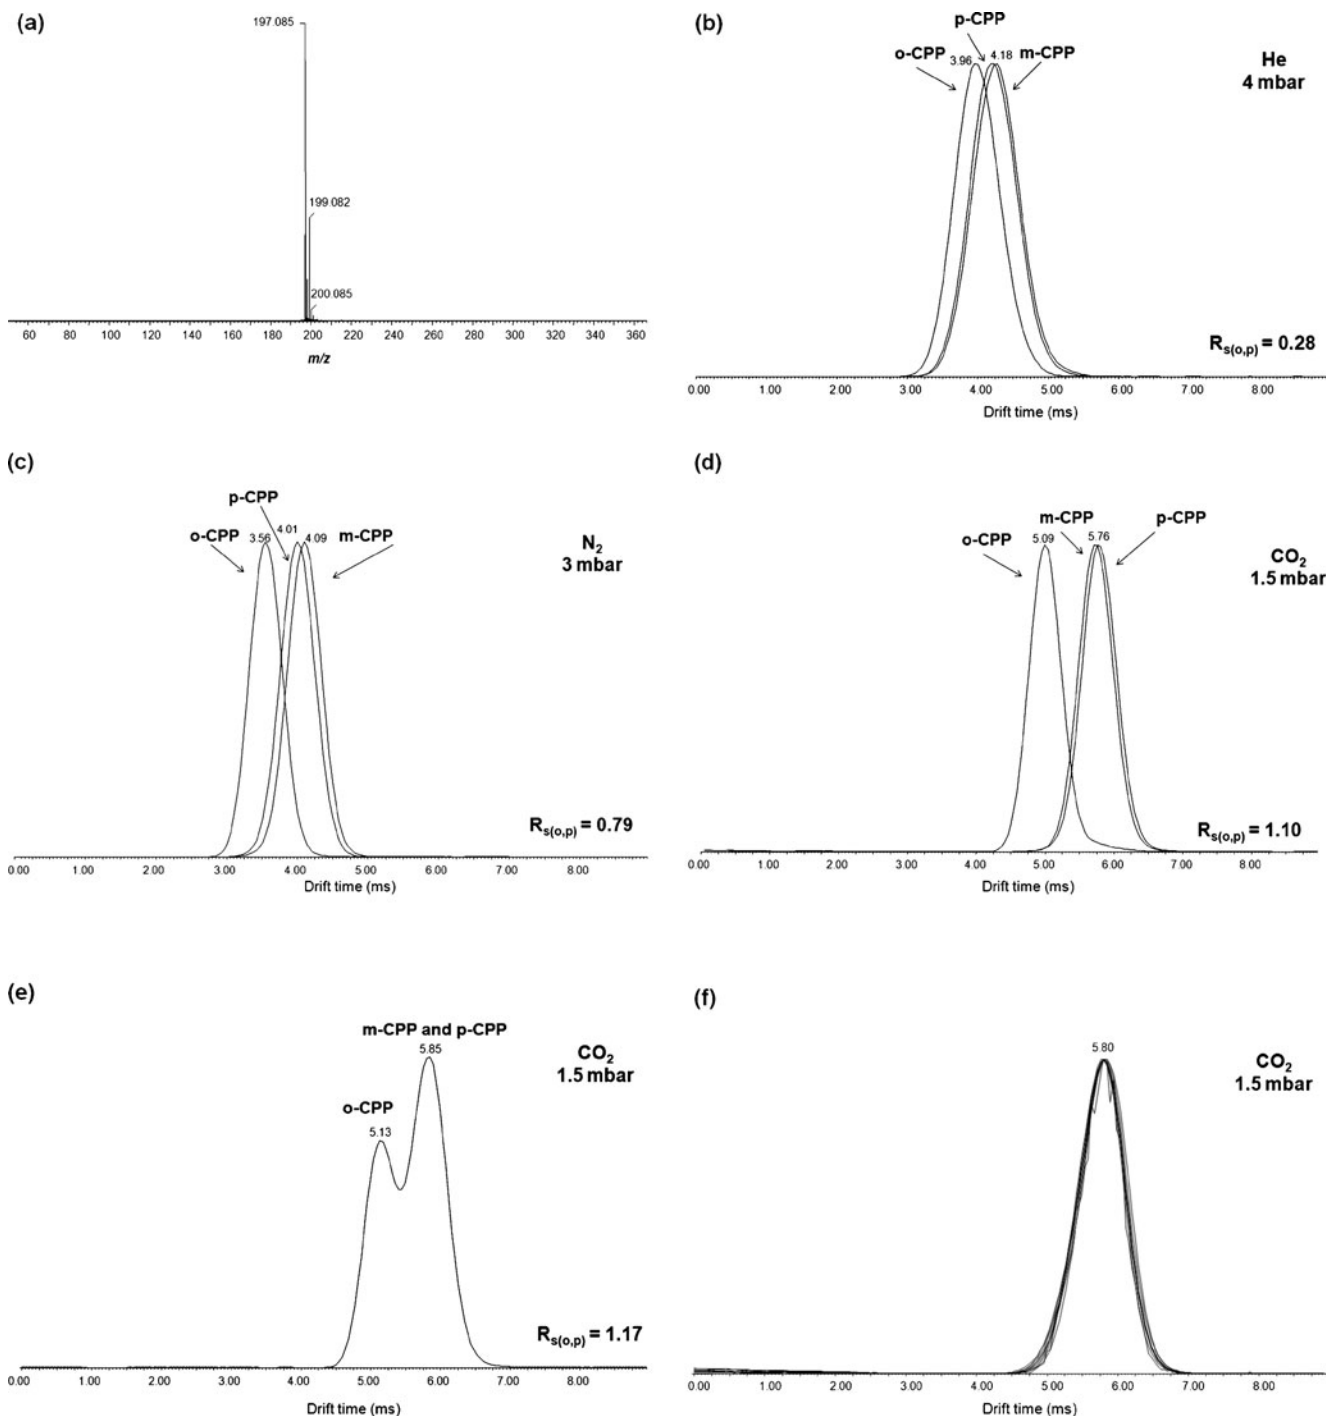 (a)
197.085
199.082
200.085
60 80 100 120 140 160 180 200 220 240 260 280 300 320 340 360
m/z
(b)
p-CPP
o-CPP 3.96 4.18 m-CPP
He
4 mbar
Rs(o,p) = 0.28
0.00 1.00 2.00 3.00 4.00 5.00 6.00 7.00 8.00
Drift time (ms)
(c)
p-CPP
o-CPP 3.56 4.01 4.09 m-CPP
N2
3 mbar
Rs(o,p) = 0.79
0.00 1.00 2.00 3.00 4.00 5.00 6.00 7.00 8.00
Drift time (ms)
(d)
m-CPP p-CPP
o-CPP 5.09 5.76
CO2
1.5 mbar
Rs(o,p) = 1.10
0.00 1.00 2.00 3.00 4.00 5.00 6.00 7.00 8.00
Drift time (ms)
(e)
m-CPP and p-CPP
5.85
o-CPP
5.13
CO2
1.5 mbar
Rs(o,p) = 1.17
0.00 1.00 2.00 3.00 4.00 5.00 6.00 7.00 8.00
Drift time (ms)
(f)
5.80
CO2
1.5 mbar
0.00 1.00 2.00 3.00 4.00 5.00 6.00 7.00 8.00
Drift time (ms)